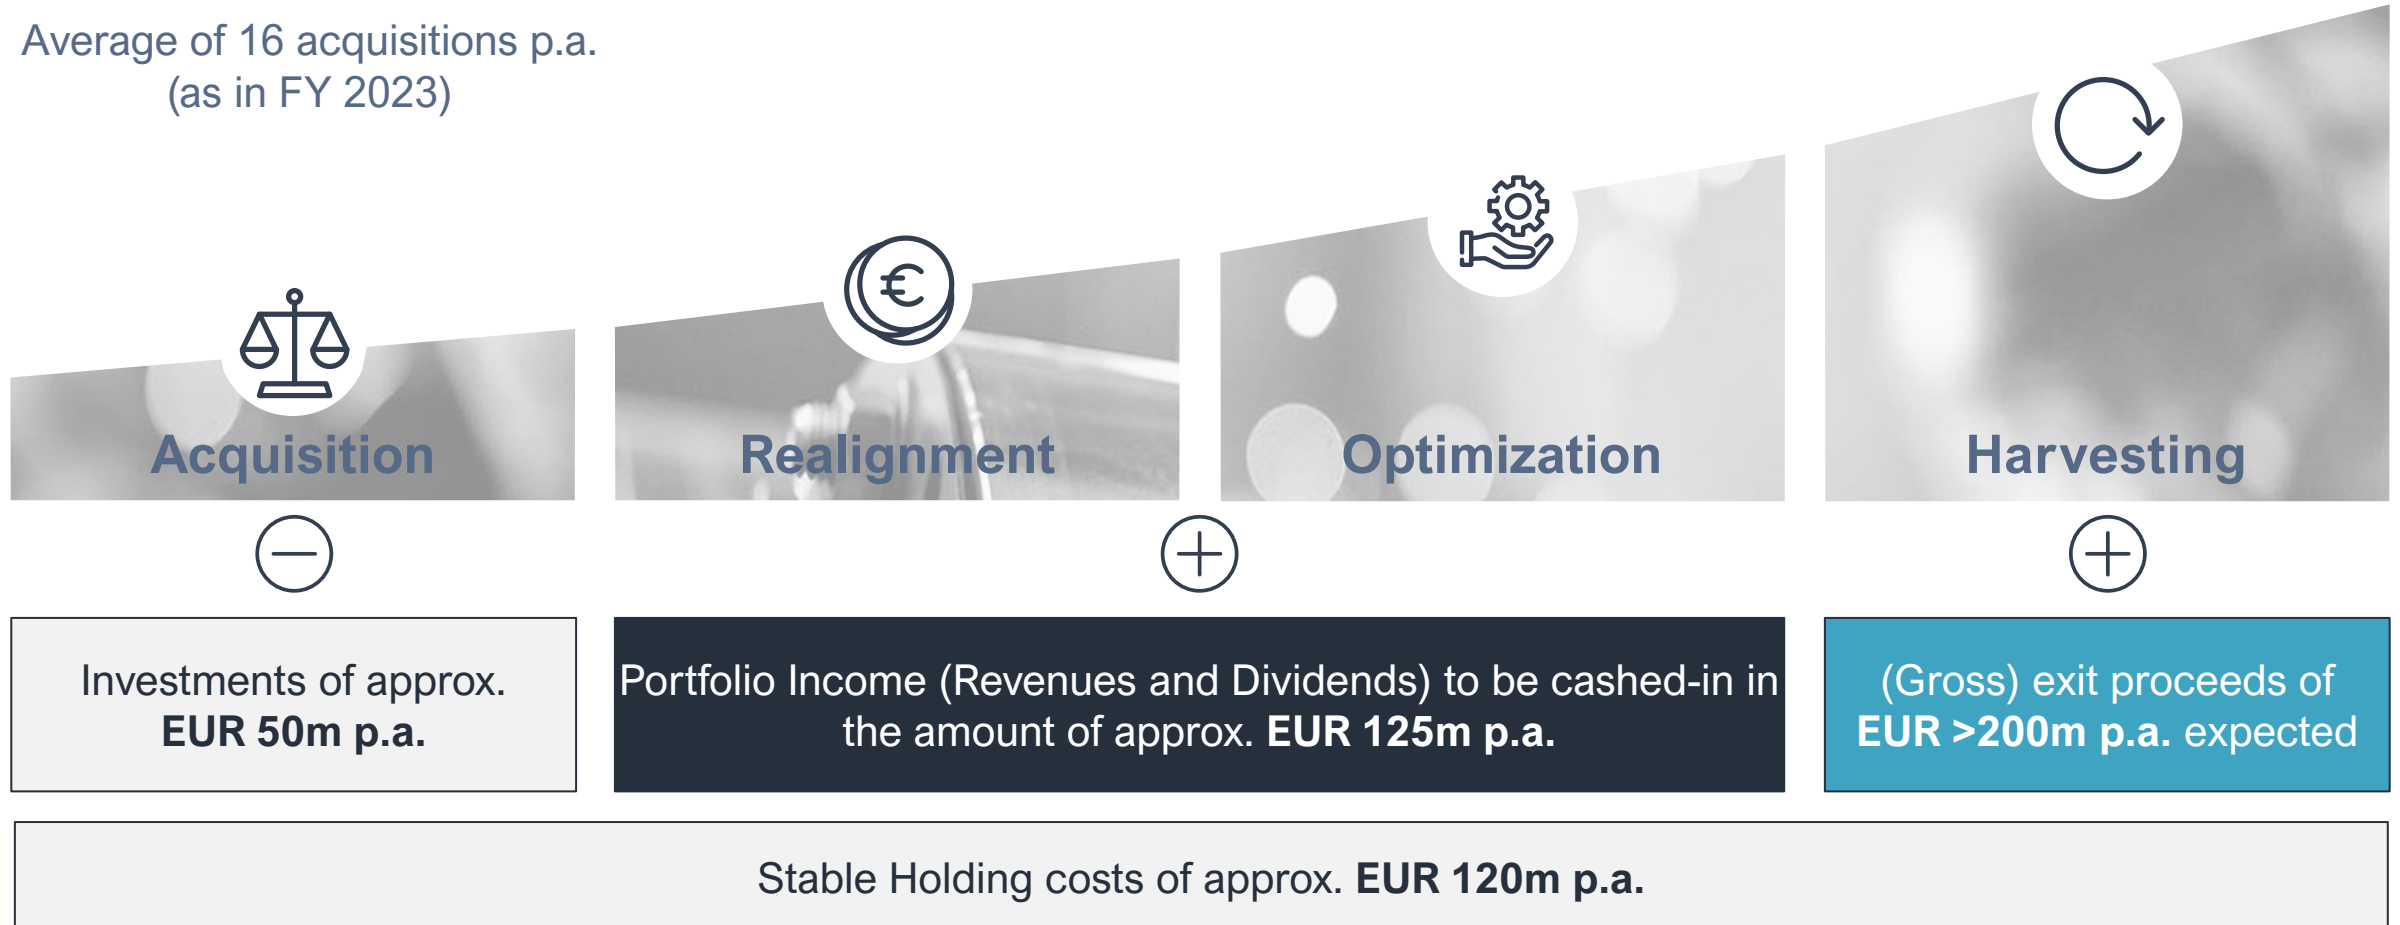 Average of 16 acquisitions p.a.
(as in FY 2023)
Acquisition
Realignment
Optimization
Harvesting
Investments of approx.
EUR 50m p.a.
Portfolio Income (Revenues and Dividends) to be cashed-in in
the amount of approx. EUR 125m p.a.
(Gross) exit proceeds of
EUR >200m p.a. expected
Stable Holding costs of approx. EUR 120m p.a.